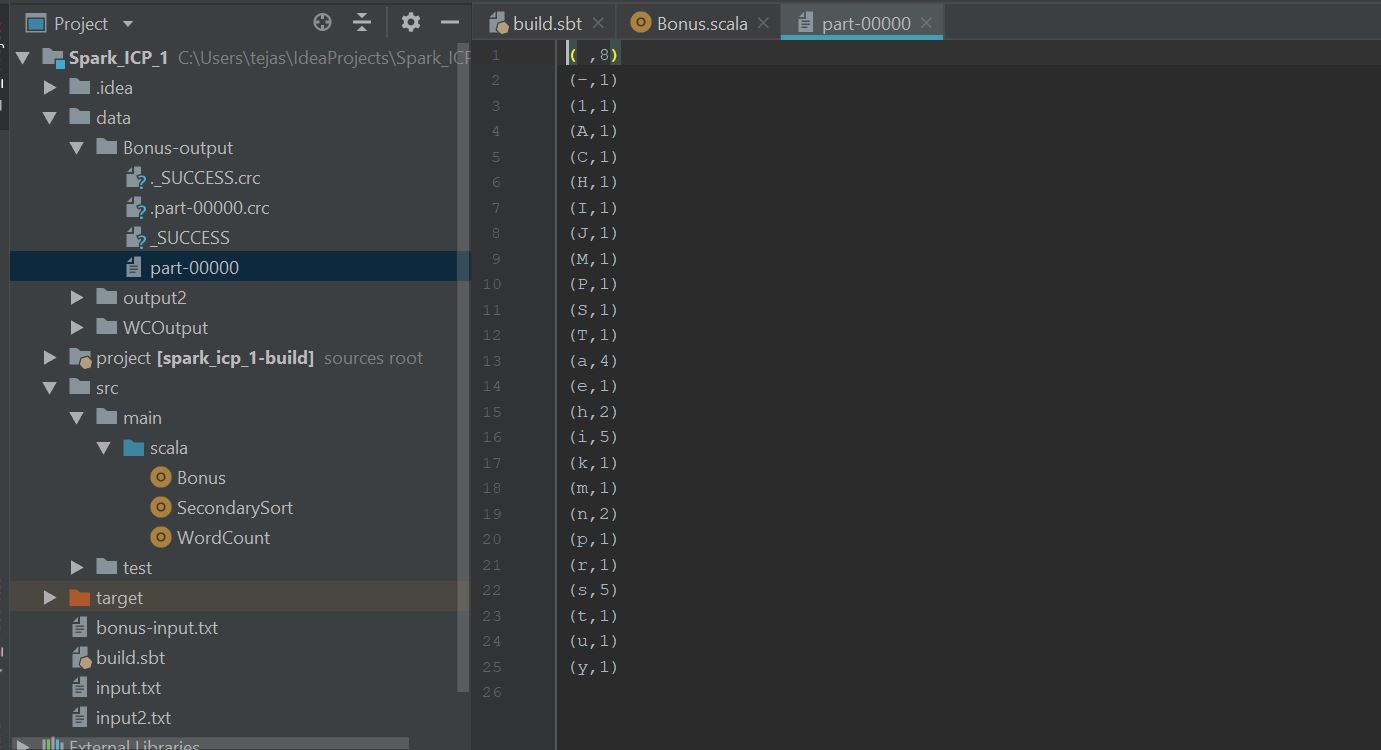 Project
Spark_ICP_1 C:\Users\tejas\IdeaProjects\Spark_ICP
.idea
data
Bonus-output
._SUCCESS.crc
.part-00000.crc
_SUCCESS
part-00000
output2
WCOutput
project [spark_icp_1-build] sources root
src
main
scala
Bonus
SecondarySort
WordCount
test
target
bonus-input.txt
build.sbt
input.txt
input2.txt
External Libraries
build.sbt Bonus.scala part-00000
1 ( ,8)
2 (-,1)
3 (1,1)
4 (A,1)
5 (C,1)
6 (H,1)
7 (I,1)
8 (J,1)
9 (M,1)
10 (P,1)
11 (S,1)
12 (T,1)
13 (a,4)
14 (e,1)
15 (h,2)
16 (i,5)
17 (k,1)
18 (m,1)
19 (n,2)
20 (p,1)
21 (r,1)
22 (s,5)
23 (t,1)
24 (u,1)
25 (y,1)
26